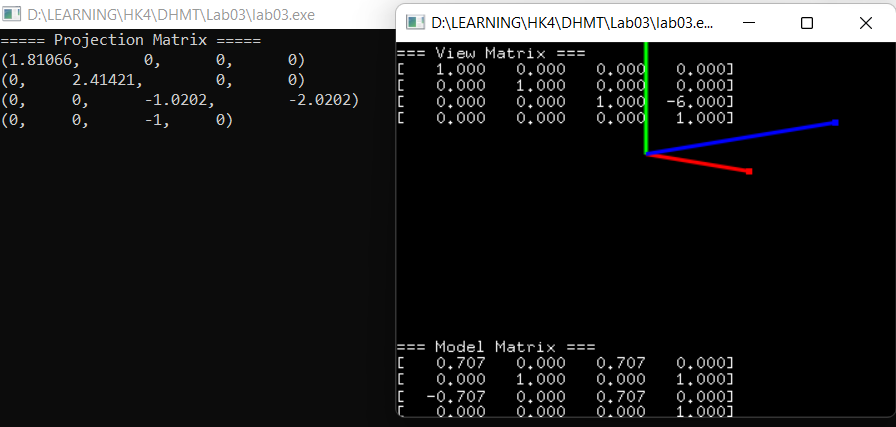 D:\LEARNING\HK4\DHMT\Lab03\lab03.exe
===== Projection Matrix =====
(1.81066, 0, 0, 0)
(0, 2.41421, 0, 0)
(0, 0, -1.0202, -2.0202)
(0, 0, -1, 0)
D:\LEARNING\HK4\DHMT\Lab03\lab03.e...
=== View Matrix ===
[ 1.000 0.000 0.000 0.000]
[ 0.000 1.000 0.000 0.000]
[ 0.000 0.000 1.000 -6.000]
[ 0.000 0.000 0.000 1.000]
=== Model Matrix ===
[ 0.707 0.000 0.707 0.000]
[ 0.000 1.000 0.000 1.000]
[ -0.707 0.000 0.707 0.000]
[ 0.000 0.000 0.000 1.000]